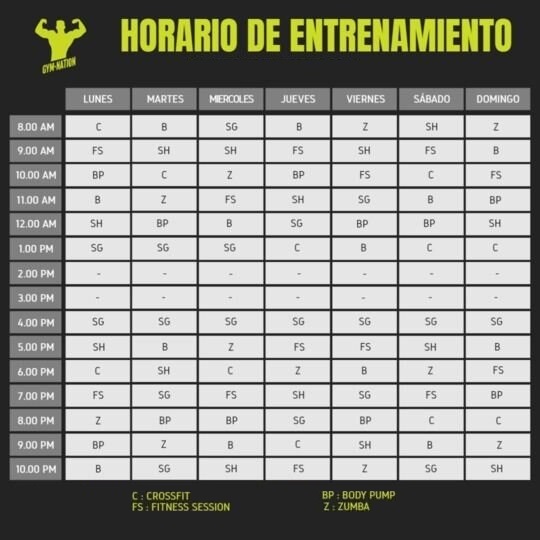 GYM-NATION
HORARIO DE ENTRENAMIENTO
LUNES MARTES MIERCOLES JUEVES VIERNES SÁBADO DOMINGO
8.00 AM C B SG B Z SH Z
9.00 AM FS SH SH FS SH FS B
10.00 AM BP C Z BP FS C FS
11.00 AM B Z FS SH SG B BP
12.00 AM SH BP B SG BP BP SH
1.00 PM SG SG SG C B C C
2.00 PM - - - - - - -
3.00 PM - - - - - - -
4.00 PM SG SG SG SG SG SG SG
5.00 PM SH B Z FS FS SH B
6.00 PM C SH C Z B Z FS
7.00 PM FS SG FS SH SG FS BP
8.00 PM Z BP BP SG BP C C
9.00 PM BP Z B C SH B Z
10.00 PM B SG SH FS Z SG SH
C : CROSSFIT BP : BODY PUMP
FS : FITNESS SESSION Z : ZUMBA